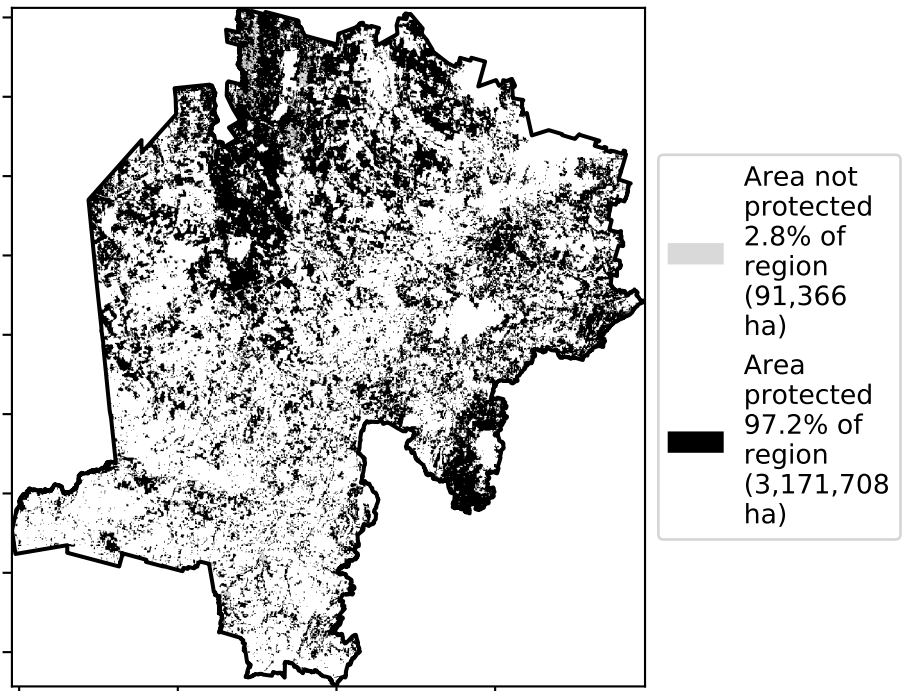 Area not
protected
2.8% of
region
(91,366
ha)
Area
protected
97.2% of
region
(3,171,708
ha)